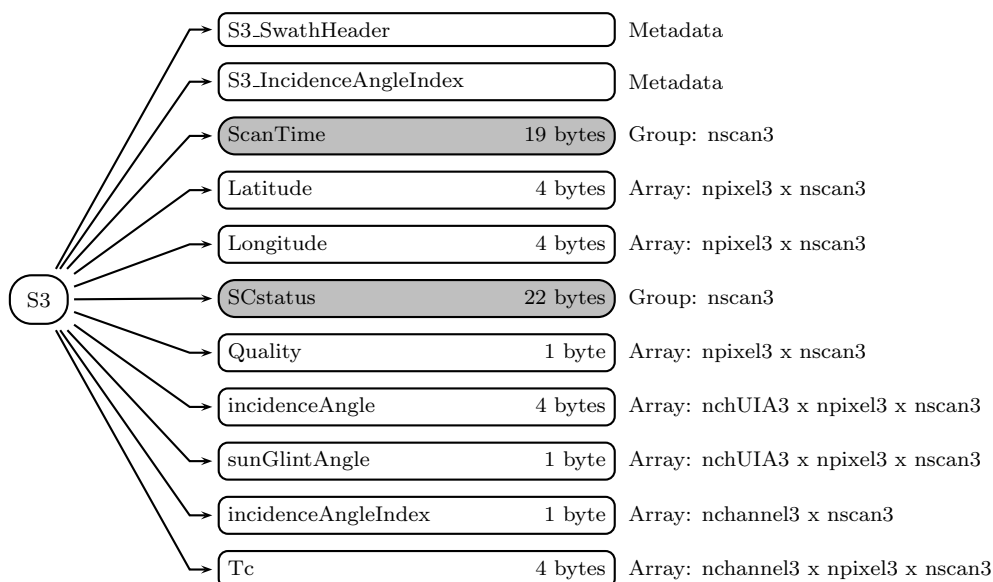 S3_SwathHeader Metadata
S3_IncidenceAngleIndex Metadata
ScanTime 19 bytes Group: nscan3
Latitude 4 bytes Array: npixel3 x nscan3
Longitude 4 bytes Array: npixel3 x nscan3
S3 SCstatus 22 bytes Group: nscan3
Quality 1 byte Array: npixel3 x nscan3
incidenceAngle 4 bytes Array: nchUIA3 x npixel3 x nscan3
sunGlintAngle 1 byte Array: nchUIA3 x npixel3 x nscan3
incidenceAngleIndex 1 byte Array: nchannel3 x nscan3
Tc 4 bytes Array: nchannel3 x npixel3 x nscan3